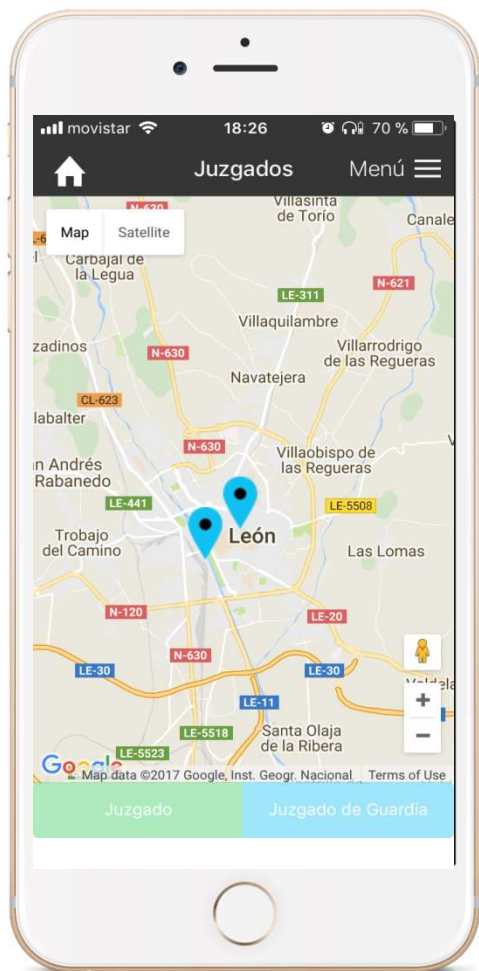 movistar 18:26 70 %
Juzgados Menú
N-630
Villasinta
de Torío
Canale
Map Satellite
Carbajal de
la Legua
N-621
LE-311
Villaquilambre
zadinos
N-630
Villarrodrigo
de las Regueras
Navatejera
CL-623
labalter
N-630
Villaobispo de
las Regueras
n Andrés
Rabanedo
LE-441
LE-5508
León
Trobajo
del Camino
Las Lomas
N-120
LE-20
N-630
LE-30
LE-30
LE-11
LE-5518
Santa Olaja
de la Ribera
LE-5523
Google
Map data ©2017 Google, Inst. Geogr. Nacional Terms of Use
Juzgado Juzgado de Guardia